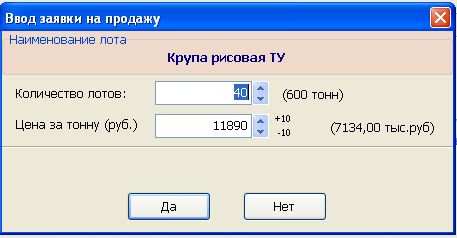 Ввод заявки на продажу
Наименование лота
Крупа рисовая ТУ
Количество лотов: 40 (600 тонн)
Цена за тонну (руб.) 11890 +10 -10 (7134,00 тыс.руб)
Да Нет